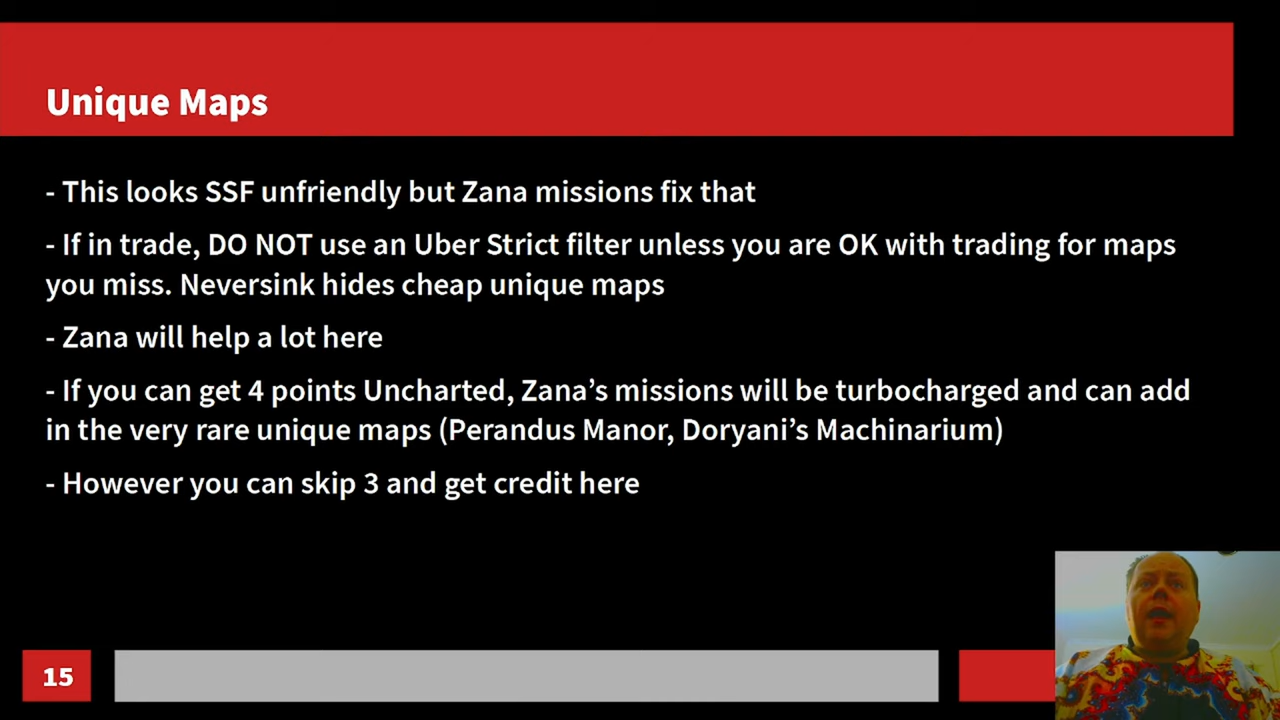 Unique Maps
- This looks SSF unfriendly but Zana missions fix that
- If in trade, DO NOT use an Uber Strict filter unless you are OK with trading for maps
you miss. Neversink hides cheap unique maps
- Zana will help a lot here
- If you can get 4 points Uncharted, Zana’s missions will be turbocharged and can add
in the very rare unique maps (Perandus Manor, Doryani’s Machinarium)
- However you can skip 3 and get credit here
15